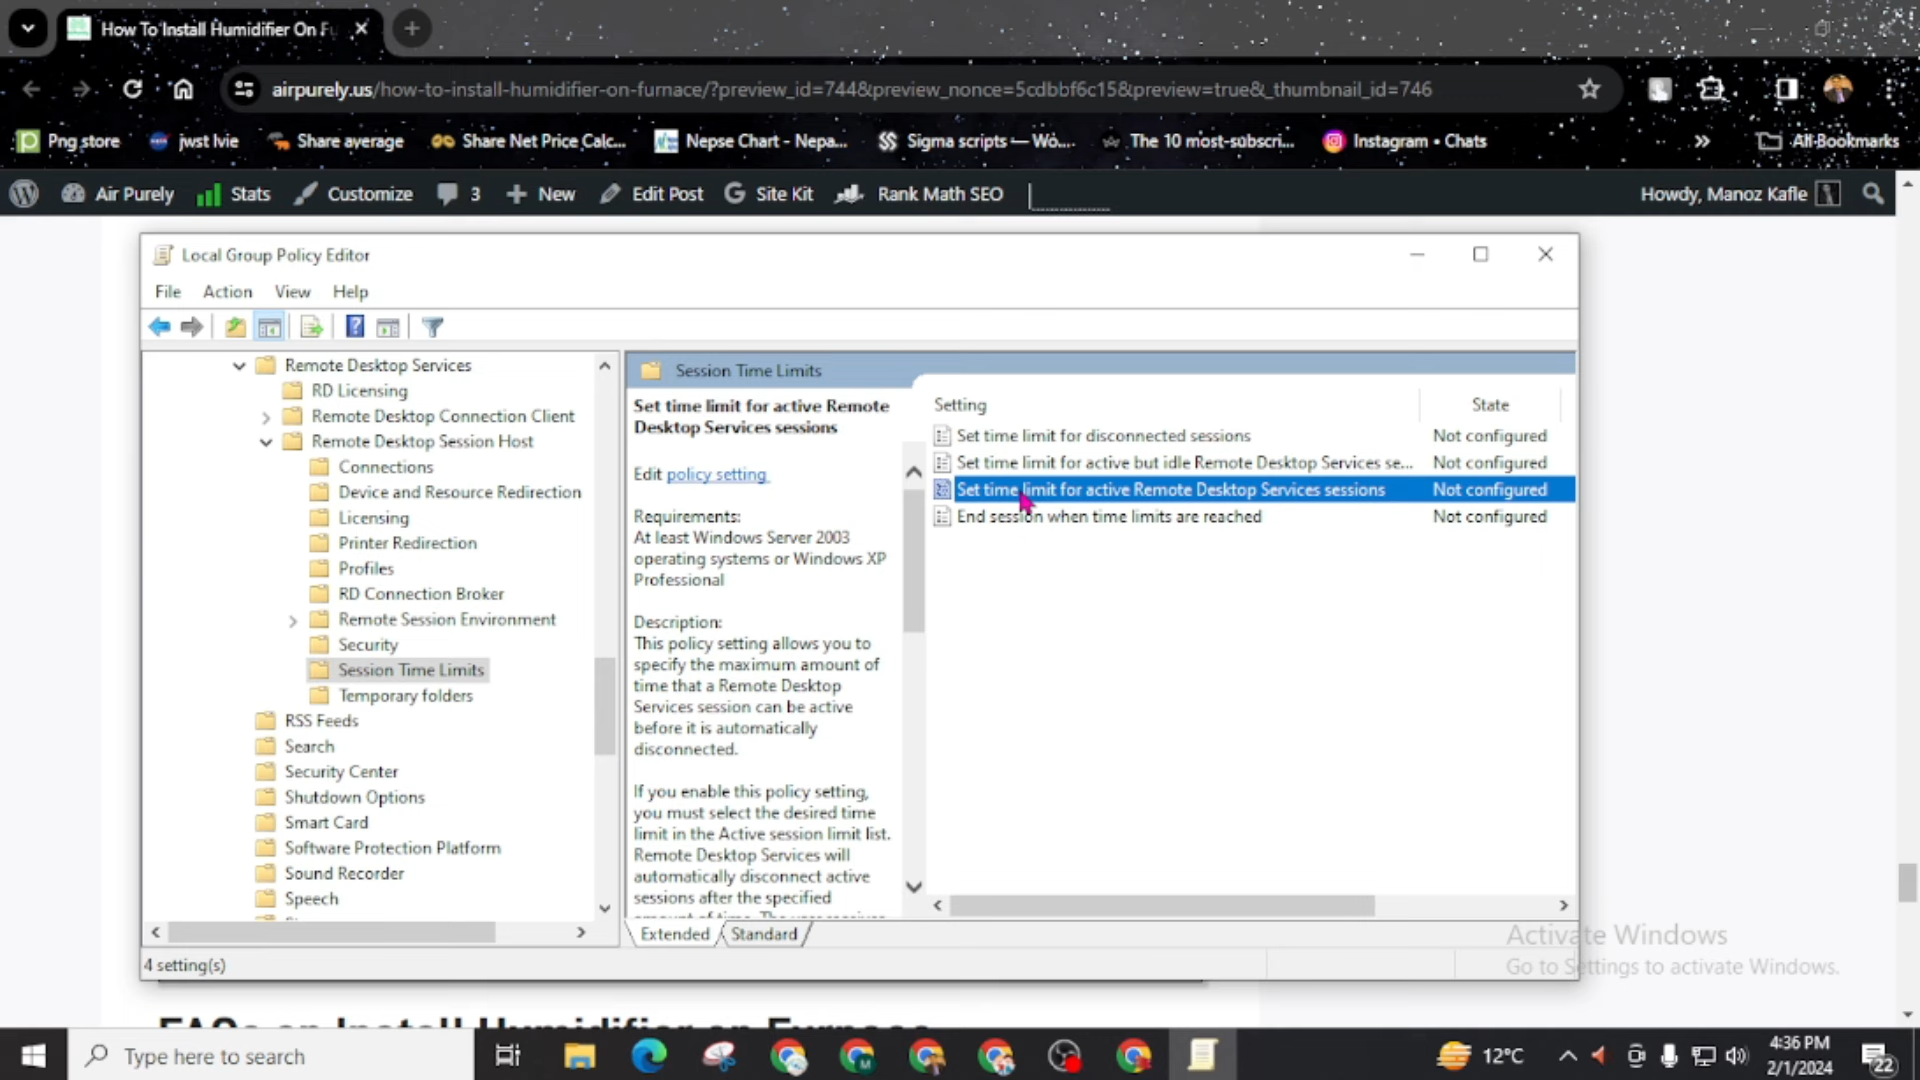 How To Install Humidifier On Fu
airpurely.us/how-to-install-humidifier-on-furnace/?preview_id=744&preview_nonce=5cdbbf6c15&preview=true&_thumbnail_id=746
Png store
jwst lvie
Share average
Share Net Price Calc...
Nepse Chart - Nepa...
Sigma scripts — Wo...
The 10 most-subscri...
Instagram • Chats
»
All Bookmarks
Air Purely
Stats
Customize
3
New
Edit Post
Site Kit
Rank Math SEO
Howdy, Manoz Kafle
Local Group Policy Editor
File Action View Help
Remote Desktop Services
RD Licensing
Remote Desktop Connection Client
Remote Desktop Session Host
Connections
Device and Resource Redirection
Licensing
Printer Redirection
Profiles
RD Connection Broker
Remote Session Environment
Security
Session Time Limits
Temporary folders
RSS Feeds
Search
Security Center
Shutdown Options
Smart Card
Software Protection Platform
Sound Recorder
Speech
Session Time Limits
Set time limit for active Remote
Desktop Services sessions
Edit policy setting
Requirements:
At least Windows Server 2003
operating systems or Windows XP
Professional
Description:
This policy setting allows you to
specify the maximum amount of
time that a Remote Desktop
Services session can be active
before it is automatically
disconnected.
If you enable this policy setting,
you must select the desired time
limit in the Active session limit list.
Remote Desktop Services will
automatically disconnect active
sessions after the specified
Setting State
Set time limit for disconnected sessions Not configured
Set time limit for active but idle Remote Desktop Services se... Not configured
Set time limit for active Remote Desktop Services sessions Not configured
End session when time limits are reached Not configured
Extended Standard
4 setting(s)
Activate Windows
Go to Settings to activate Windows.
FAQs on Install Humidifier on Furnace
Type here to search
12°C
4:36 PM
2/1/2024
22